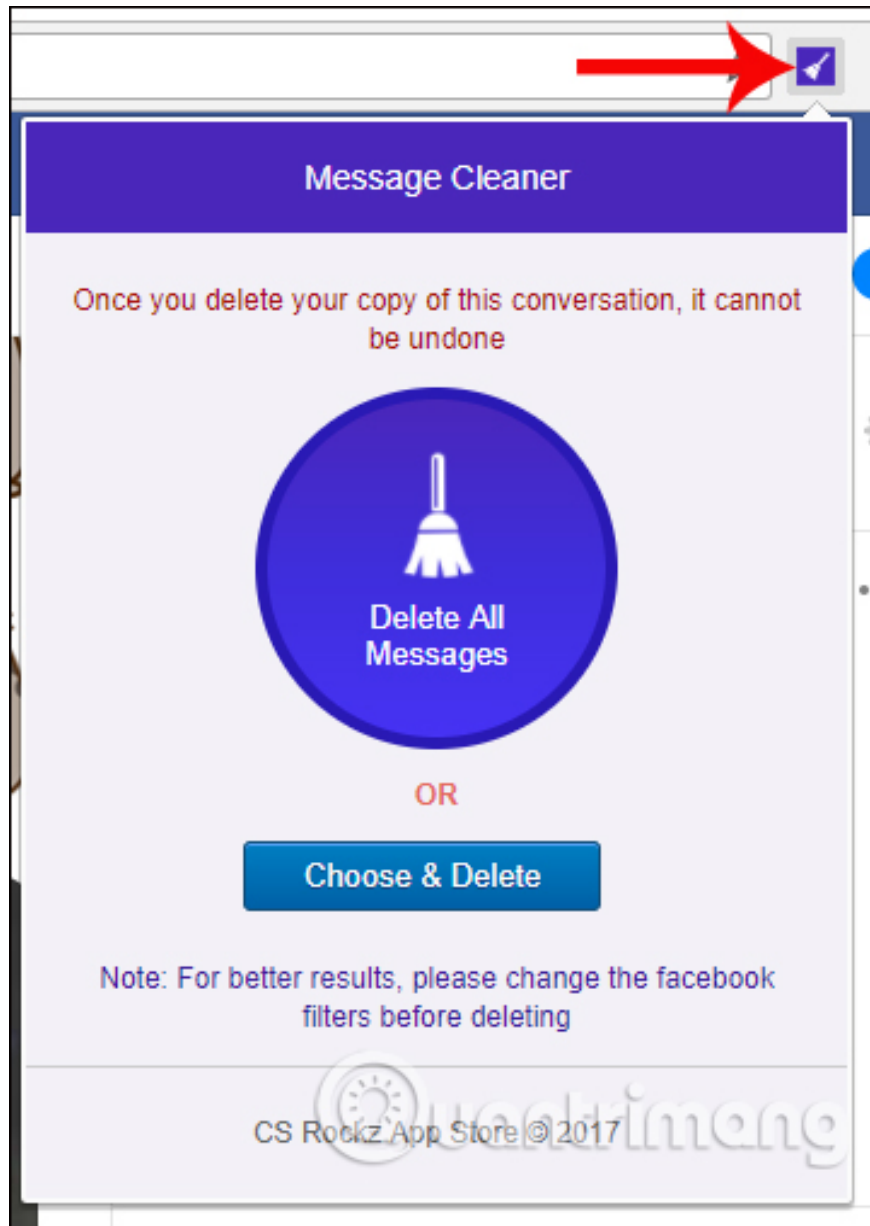 Message Cleaner
Once you delete your copy of this conversation, it cannot
be undone
Delete All
Messages
OR
Choose & Delete
Note: For better results, please change the facebook
filters before deleting
CS Rockz App Store © 2017
Quantrimang